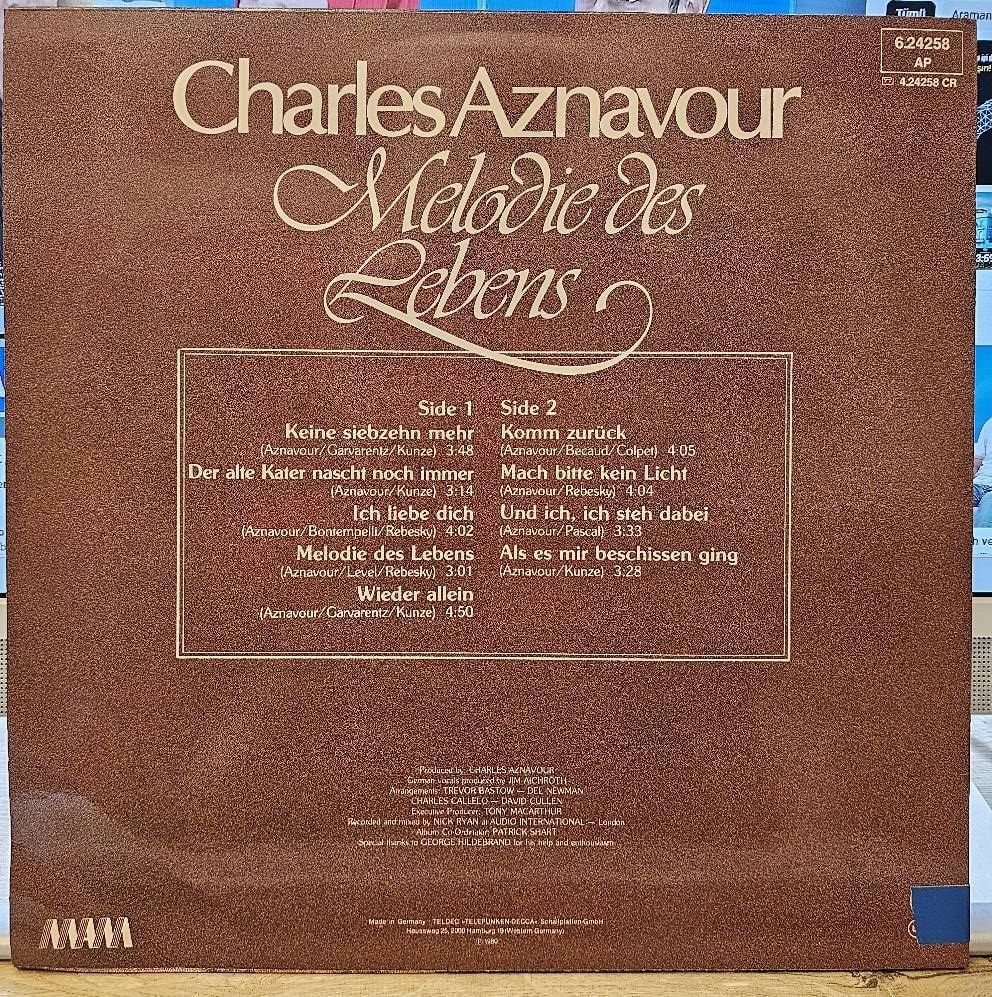 6.24258
AP
4.24258 CR
Charles Aznavour
Melodie des
Lebens
Side 1
Keine siebzehn mehr
(Aznavour/Garvarentz/Kunze) 3:48
Der alte Kater nascht noch immer
(Aznavour/Kunze) 3:14
Ich liebe dich
(Aznavour/Bontempelli/Rebesky) 4:02
Melodie des Lebens
(Aznavour/Level/Rebesky) 3:01
Wieder allein
(Aznavour/Garvarentz/Kunze) 4:50
Side 2
Komm zurück
(Aznavour/Becaud/Colpet) 4:05
Mach bitte kein Licht
(Aznavour/Rebesky) 4:04
Und ich, ich steh dabei
(Aznavour/Pascal) 3:33
Als es mir beschissen ging
(Aznavour/Kunze) 3:28
Produced by: CHARLES AZNAVOUR
German vocals produced by JIM AICHROTH
Arrangements: TREVOR BASTOW — DEL NEWMAN
CHARLES CALLELO — DAVID CULLEN
Executive Producer: TONY MACARTHUR
Recorded and mixed by NICK RYAN at AUDIO INTERNATIONAL — London
Album Co-Ordinator: PATRICK SHART
Special thanks to GEORGE HILDEBRAND for his help and enthousiasm
MAMA
Made in Germany · TELDEC »TELEFUNKEN-DECCA« Schallplatten GmbH
Heussweg 25, 2000 Hamburg 19 (Western Germany)
Ⓟ 1980
Tümü